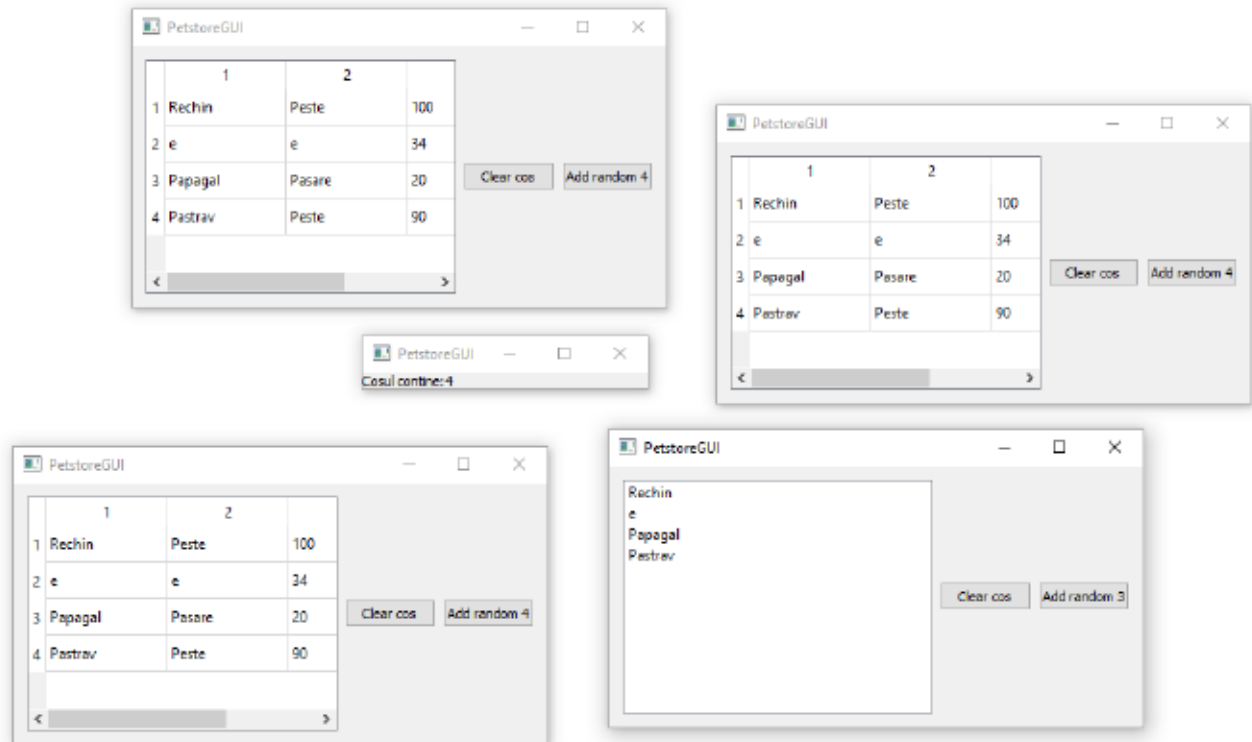 PetstoreGUI
1 2
1 Rechin Peste 100
2 e e 34
3 Papagal Pasare 20
4 Pastrav Peste 90
Clear cos Add random 4
PetstoreGUI
1 2
1 Rechin Peste 100
2 e e 34
3 Papagal Pasare 20
4 Pastrav Peste 90
Clear cos Add random 4
PetstoreGUI
Cosul contine:4
PetstoreGUI
1 2
1 Rechin Peste 100
2 e e 34
3 Papagal Pasare 20
4 Pastrav Peste 90
Clear cos Add random 4
PetstoreGUI
Rechin
e
Papagal
Pastrav
Clear cos Add random 3